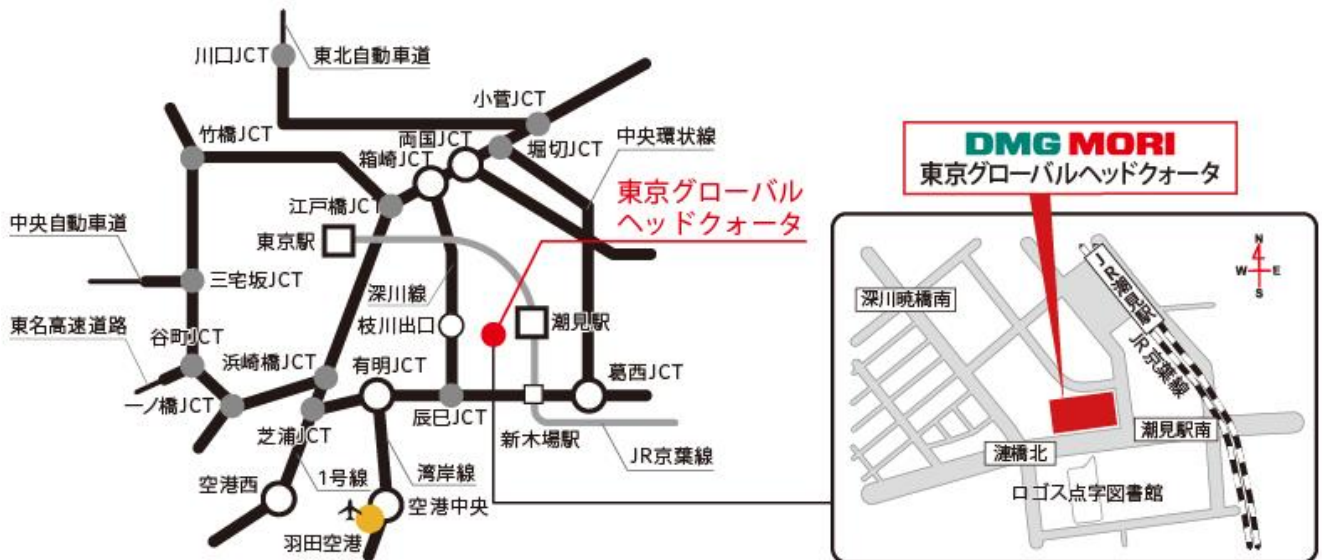 川口JCT
東北自動車道
小菅JCT
竹橋JCT
両国JCT
箱崎JCT
堀切JCT
中央環状線
江戸橋JCT
東京グローバル
ヘッドクォータ
東京駅
中央自動車道
三宅坂JCT
深川線
枝川出口
潮見駅
東名高速道路
谷町JCT
浜崎橋JCT
有明JCT
葛西JCT
一ノ橋JCT
芝浦JCT
辰巳JCT
新木場駅
JR京葉線
1号線
湾岸線
空港西
空港中央
羽田空港
DMG MORI
東京グローバルヘッドクォータ
N
W E
S
深川暁橋南
JR潮見駅
JR京葉線
潮見駅南
漣橋北
ロゴス点字図書館